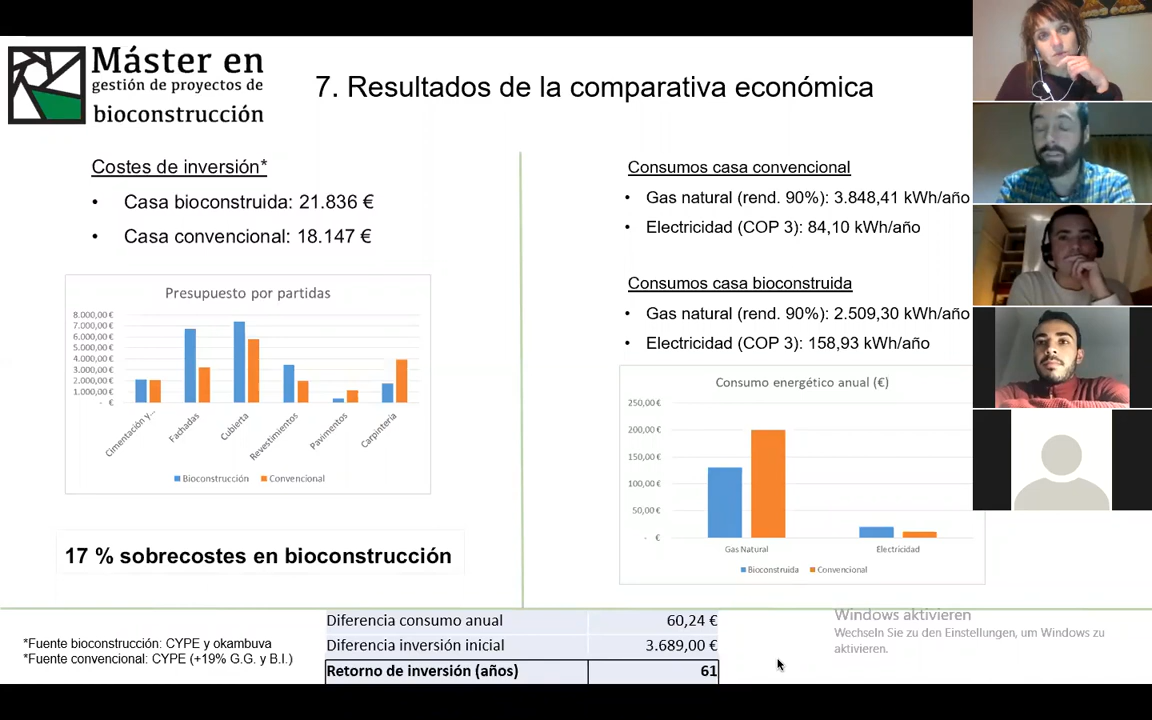 Máster en
gestión de proyectos de
bioconstrucción
7. Resultados de la comparativa económica
Costes de inversión*
• Casa bioconstruida: 21.836 €
• Casa convencional: 18.147 €
Presupuesto por partidas
8.000,00 €
7.000,00 €
6.000,00 €
5.000,00 €
4.000,00 €
3.000,00 €
2.000,00 €
1.000,00 €
- €
Cimentación y...
Fachadas
Cubierta
Revestimientos
Pavimentos
Carpintería
Bioconstrucción Convencional
17 % sobrecostes en bioconstrucción
Consumos casa convencional
• Gas natural (rend. 90%): 3.848,41 kWh/año
• Electricidad (COP 3): 84,10 kWh/año
Consumos casa bioconstruida
• Gas natural (rend. 90%): 2.509,30 kWh/año
• Electricidad (COP 3): 158,93 kWh/año
Consumo energético anual (€)
250,00 €
200,00 €
150,00 €
100,00 €
50,00 €
- €
Gas Natural
Electricidad
Bioconstruida Convencional
*Fuente bioconstrucción: CYPE y okambuva
*Fuente convencional: CYPE (+19% G.G. y B.I.)
Diferencia consumo anual 60,24 €
Diferencia inversión inicial 3.689,00 €
Retorno de inversión (años) 61
Windows aktivieren
Wechseln Sie zu den Einstellungen, um Windows zu
aktivieren.